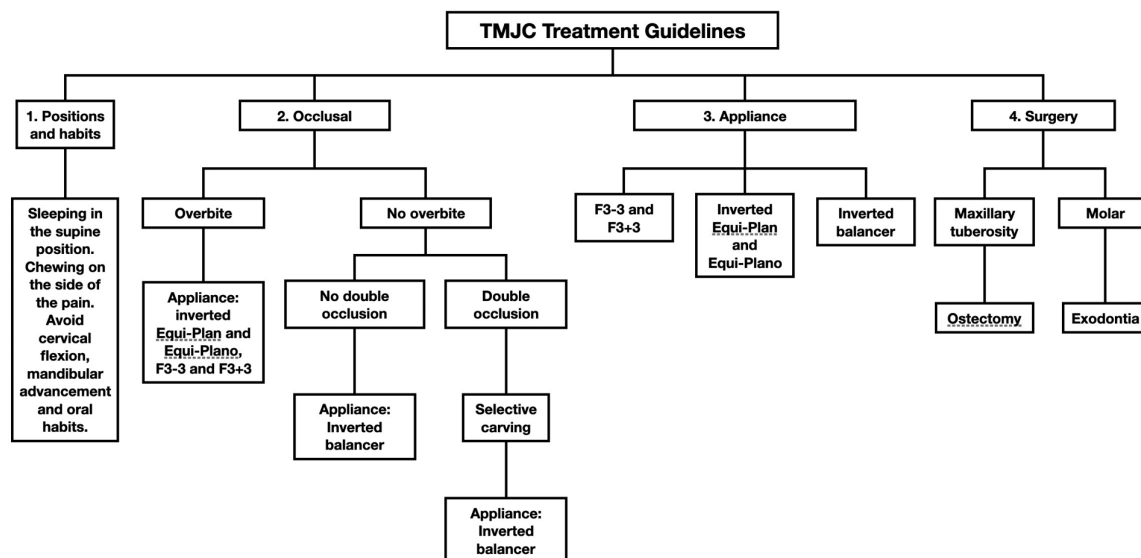 TMJC Treatment Guidelines
1. Positions
and habits
2. Occlusal
3. Appliance
4. Surgery
Sleeping in
the supine
position.
Chewing on
the side of
the pain.
Avoid
cervical
flexion,
mandibular
advancement
and oral
habits.
Overbite
No overbite
Appliance:
inverted
Equi-Plan and
Equi-Plano,
F3-3 and F3+3
No double
occlusion
Double
occlusion
Appliance:
Inverted
balancer
Selective
carving
Appliance:
Inverted
balancer
F3-3 and
F3+3
Inverted
Equi-Plan
and
Equi-Plano
Inverted
balancer
Maxillary
tuberosity
Molar
Ostectomy
Exodontia